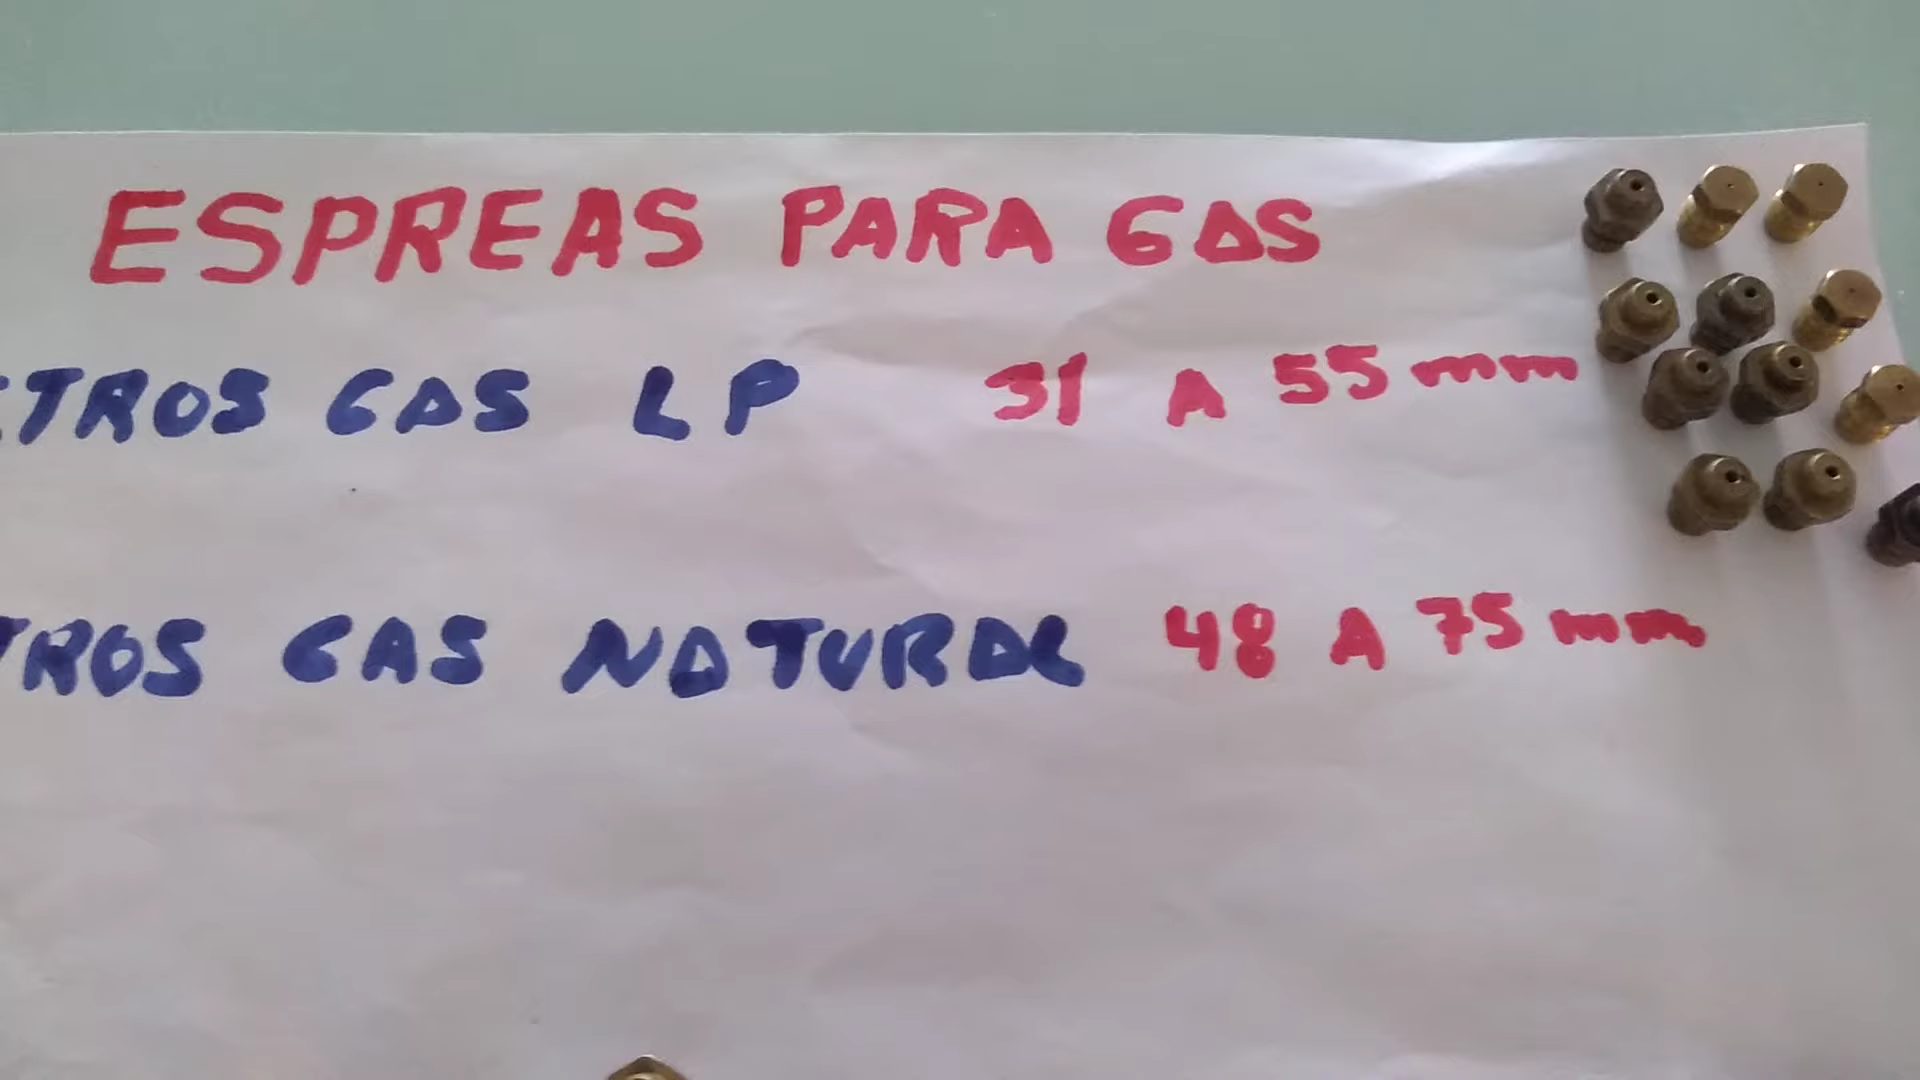 ESPREAS PARA GAS
TROS GAS LP 31 A 55 mm
TROS GAS NATURAL 48 A 75 mm